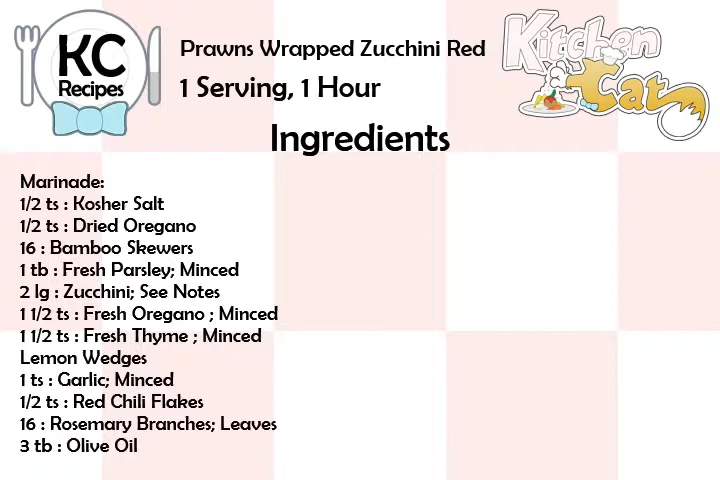 KC
Recipes
Prawns Wrapped Zucchini Red
1 Serving, 1 Hour
Kitchen
Cat
Ingredients
Marinade:
1/2 ts : Kosher Salt
1/2 ts : Dried Oregano
16 : Bamboo Skewers
1 tb : Fresh Parsley; Minced
2 lg : Zucchini; See Notes
1 1/2 ts : Fresh Oregano ; Minced
1 1/2 ts : Fresh Thyme ; Minced
Lemon Wedges
1 ts : Garlic; Minced
1/2 ts : Red Chili Flakes
16 : Rosemary Branches; Leaves
3 tb : Olive Oil